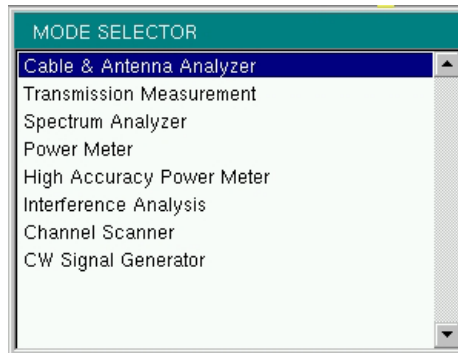 MODE SELECTOR
Cable & Antenna Analyzer
Transmission Measurement
Spectrum Analyzer
Power Meter
High Accuracy Power Meter
Interference Analysis
Channel Scanner
CW Signal Generator